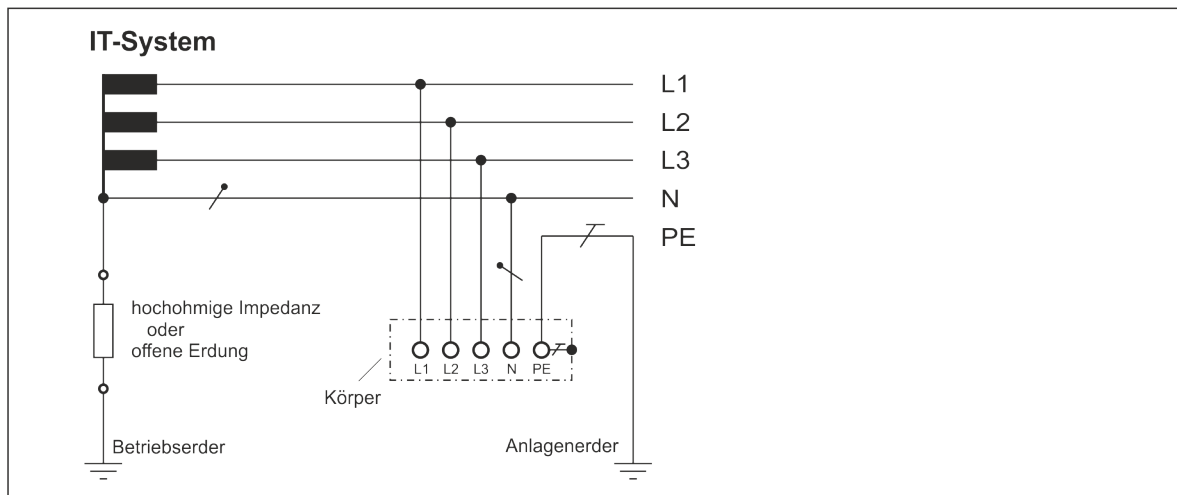 IT-System
L1
L2
L3
N
PE
hochohmige Impedanz
oder
offene Erdung
L1 L2 L3 N PE
Körper
Betriebserder
Anlagenerder